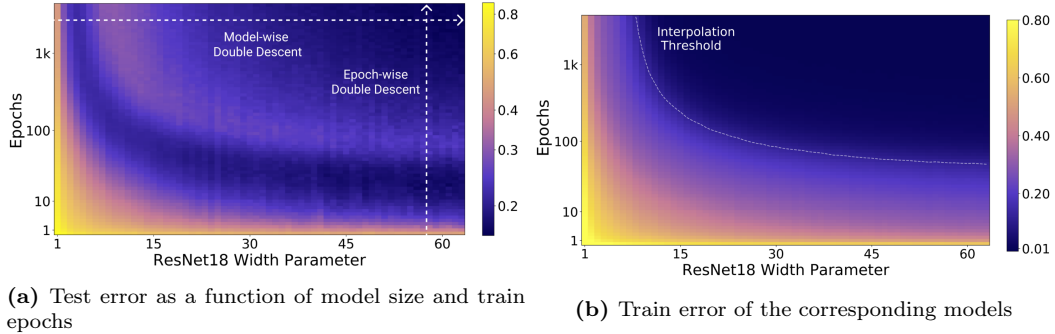 Model-wise
Double Descent
Epoch-wise
Double Descent
Epochs
1k
100
10
1
1
15
30
45
60
ResNet18 Width Parameter
0.8
0.6
0.4
0.3
0.2
(a) Test error as a function of model size and train
epochs
Interpolation
Threshold
Epochs
1k
100
10
1
1
15
30
45
60
ResNet18 Width Parameter
0.80
0.60
0.40
0.20
0.01
(b) Train error of the corresponding models